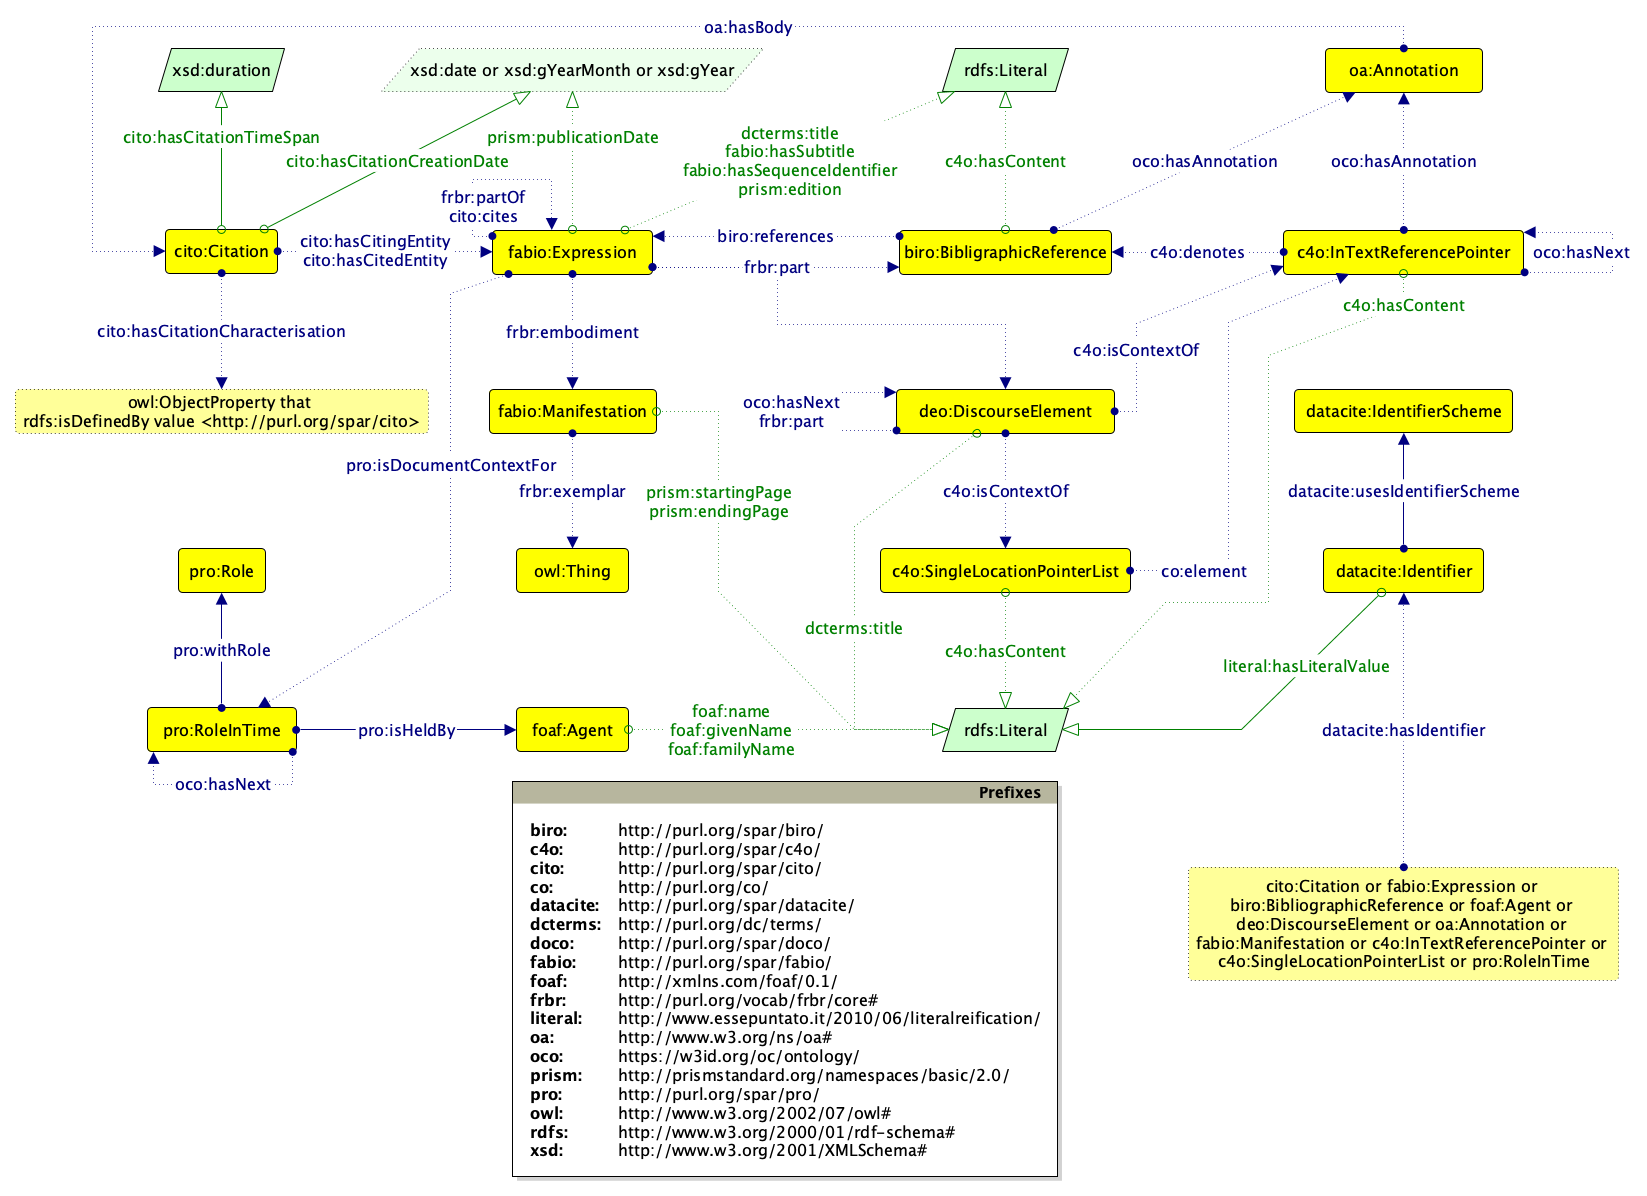 oa:hasBody
xsd:duration
xsd:date or xsd:gYearMonth or xsd:gYear
rdfs:Literal
oa:Annotation
cito:hasCitationTimeSpan
prism:publicationDate
cito:hasCitationCreationDate
dcterms:title
fabio:hasSubtitle
fabio:hasSequenceIdentifier
prism:edition
c4o:hasContent
oco:hasAnnotation
oco:hasAnnotation
frbr:partOf
cito:cites
cito:Citation
cito:hasCitingEntity
cito:hasCitedEntity
fabio:Expression
biro:references
frbr:part
biro:BibligraphicReference
c4o:denotes
c4o:InTextReferencePointer
oco:hasNext
c4o:hasContent
cito:hasCitationCharacterisation
frbr:embodiment
c4o:isContextOf
owl:ObjectProperty that
rdfs:isDefinedBy value <http://purl.org/spar/cito>
fabio:Manifestation
oco:hasNext
frbr:part
deo:DiscourseElement
datacite:IdentifierScheme
pro:isDocumentContextFor
frbr:exemplar
prism:startingPage
prism:endingPage
c4o:isContextOf
datacite:usesIdentifierScheme
pro:Role
owl:Thing
c4o:SingleLocationPointerList
co:element
datacite:Identifier
dcterms:title
pro:withRole
c4o:hasContent
literal:hasLiteralValue
pro:RoleInTime
pro:isHeldBy
foaf:Agent
foaf:name
foaf:givenName
foaf:familyName
rdfs:Literal
datacite:hasIdentifier
oco:hasNext
Prefixes
biro: http://purl.org/spar/biro/
c4o: http://purl.org/spar/c4o/
cito: http://purl.org/spar/cito/
co: http://purl.org/co/
datacite: http://purl.org/spar/datacite/
dcterms: http://purl.org/dc/terms/
doco: http://purl.org/spar/doco/
fabio: http://purl.org/spar/fabio/
foaf: http://xmlns.com/foaf/0.1/
frbr: http://purl.org/vocab/frbr/core#
literal: http://www.essepuntato.it/2010/06/literalreification/
oa: http://www.w3.org/ns/oa#
oco: https://w3id.org/oc/ontology/
prism: http://prismstandard.org/namespaces/basic/2.0/
pro: http://purl.org/spar/pro/
owl: http://www.w3.org/2002/07/owl#
rdfs: http://www.w3.org/2000/01/rdf-schema#
xsd: http://www.w3.org/2001/XMLSchema#
cito:Citation or fabio:Expression or
biro:BibliographicReference or foaf:Agent or
deo:DiscourseElement or oa:Annotation or
fabio:Manifestation or c4o:InTextReferencePointer or
c4o:SingleLocationPointerList or pro:RoleInTime